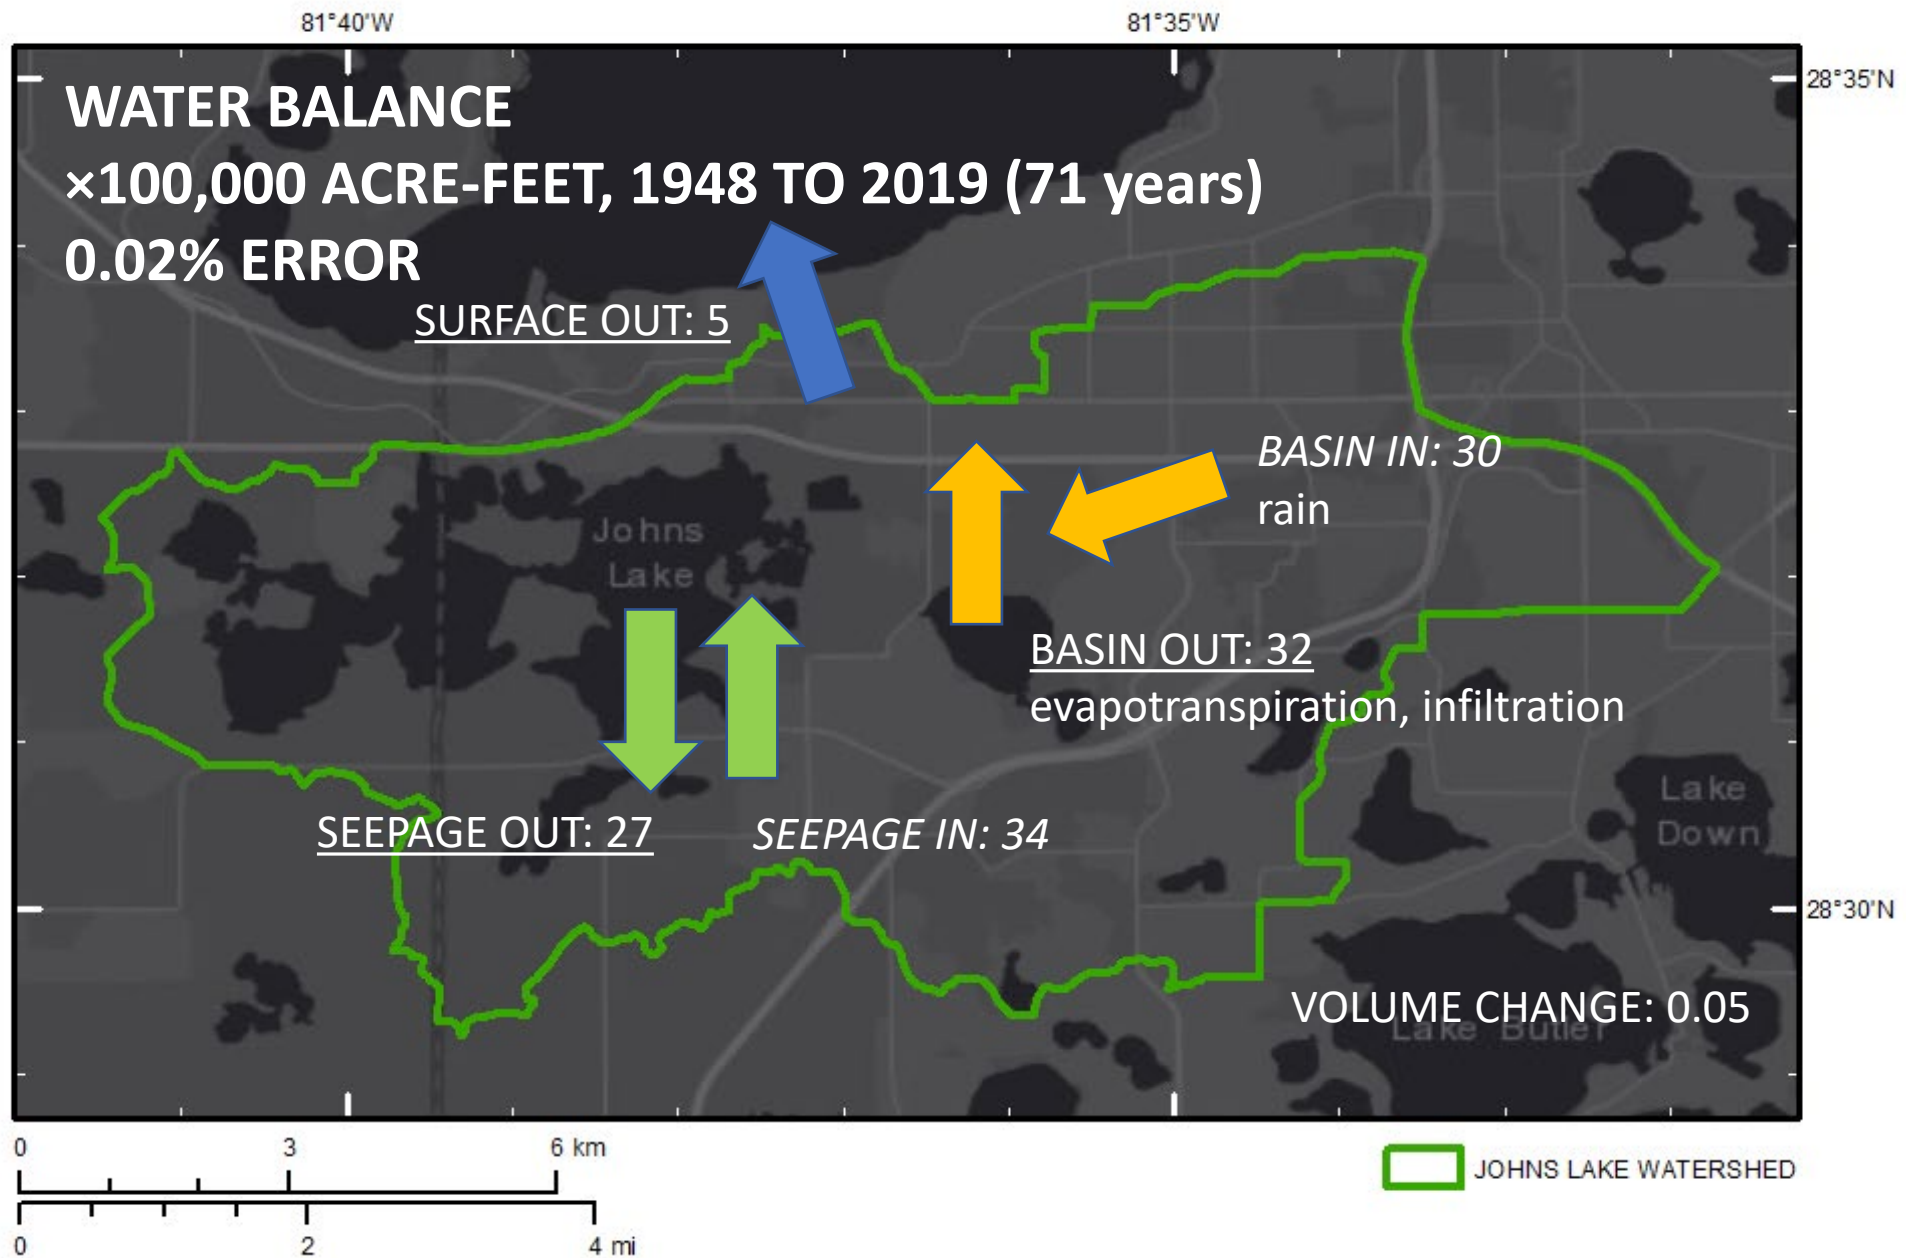 81°40'W
81°35'W
28°35'N
WATER BALANCE
×100,000 ACRE-FEET, 1948 TO 2019 (71 years)
0.02% ERROR
SURFACE OUT: 5
BASIN IN: 30
rain
Johns
Lake
BASIN OUT: 32
evapotranspiration, infiltration
Lake
Down
SEEPAGE OUT: 27
SEEPAGE IN: 34
28°30'N
VOLUME CHANGE: 0.05
Lake Butler
0 3 6 km
JOHNS LAKE WATERSHED
0 2 4 mi